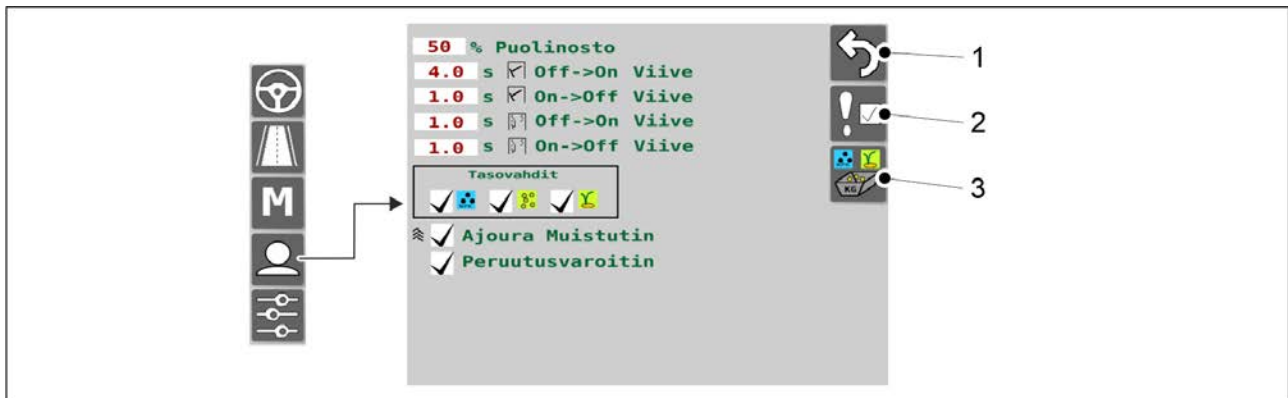 50 % Puolinosto
4.0 s Off->On Viive
1.0 s On->Off Viive
1.0 s Off->On Viive
1.0 s On->Off Viive
Tasovahdit
Ajoura Muistutin
Peruutusvaroitin
M
KG
1
2
3